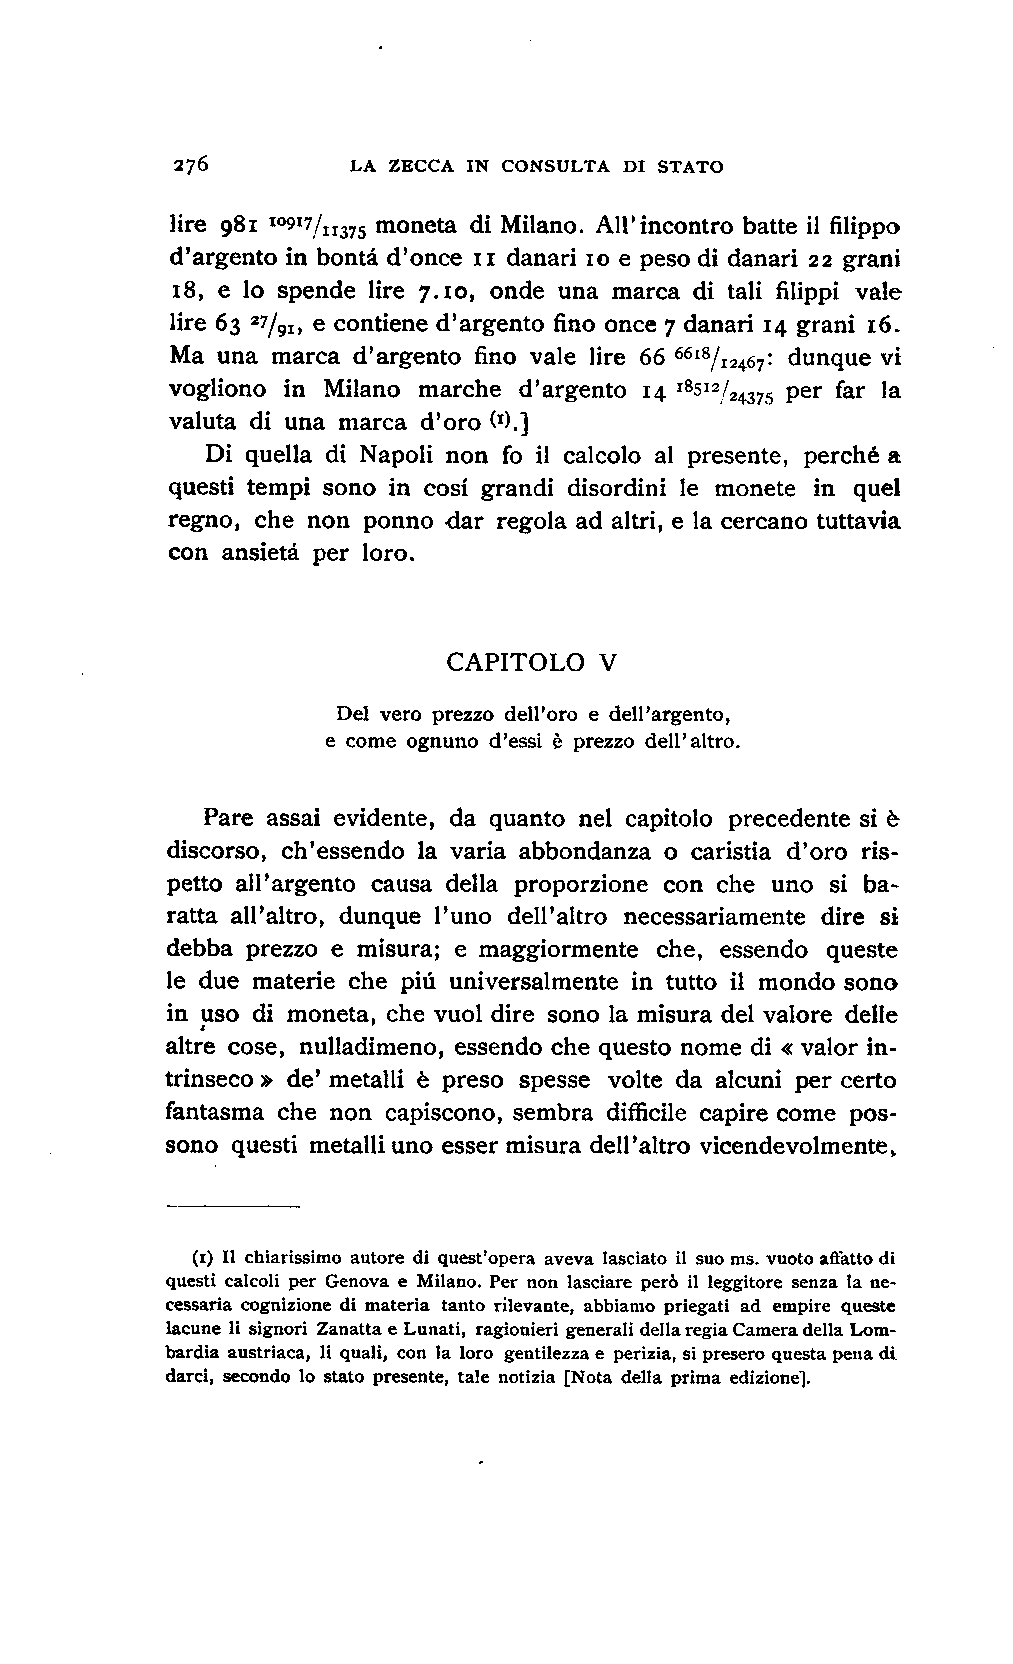 276 LA ZECCA IN CONSULTA DI STATO
lire 981 10917/11375 moneta di Milano. All'incontro batte il filippo
d'argento in bontá d'once 11 danari 10 e peso di danari 22 grani
18, e lo spende lire 7.10, onde una marca di tali filippi vale
lire 63 27/91, e contiene d'argento fino once 7 danari 14 grani 16.
Ma una marca d'argento fino vale lire 66 6618/12467: dunque vi
vogliono in Milano marche d'argento 14 18512/24375 per far la
valuta di una marca d'oro (1).]
Di quella di Napoli non fo il calcolo al presente, perché a
questi tempi sono in cosí grandi disordini le monete in quel
regno, che non ponno dar regola ad altri, e la cercano tuttavia
con ansietá per loro.
CAPITOLO V
Del vero prezzo dell'oro e dell'argento,
e come ognuno d'essi è prezzo dell'altro.
Pare assai evidente, da quanto nel capitolo precedente si è
discorso, ch'essendo la varia abbondanza o caristia d'oro ris-
petto all'argento causa della proporzione con che uno si ba-
ratta all'altro, dunque l'uno dell'altro necessariamente dire si
debba prezzo e misura; e maggiormente che, essendo queste
le due materie che piú universalmente in tutto il mondo sono
in uso di moneta, che vuol dire sono la misura del valore delle
altre cose, nulladimeno, essendo che questo nome di « valor in-
trinseco » de' metalli è preso spesse volte da alcuni per certo
fantasma che non capiscono, sembra difficile capire come pos-
sono questi metalli uno esser misura dell'altro vicendevolmente,
(1) Il chiarissimo autore di quest'opera aveva lasciato il suo ms. vuoto affatto di
questi calcoli per Genova e Milano. Per non lasciare però il leggitore senza la ne-
cessaria cognizione di materia tanto rilevante, abbiamo priegati ad empire queste
lacune li signori Zanatta e Lunati, ragionieri generali della regia Camera della Lom-
bardia austriaca, li quali, con la loro gentilezza e perizia, si presero questa pena di
darci, secondo lo stato presente, tale notizia [Nota della prima edizione].